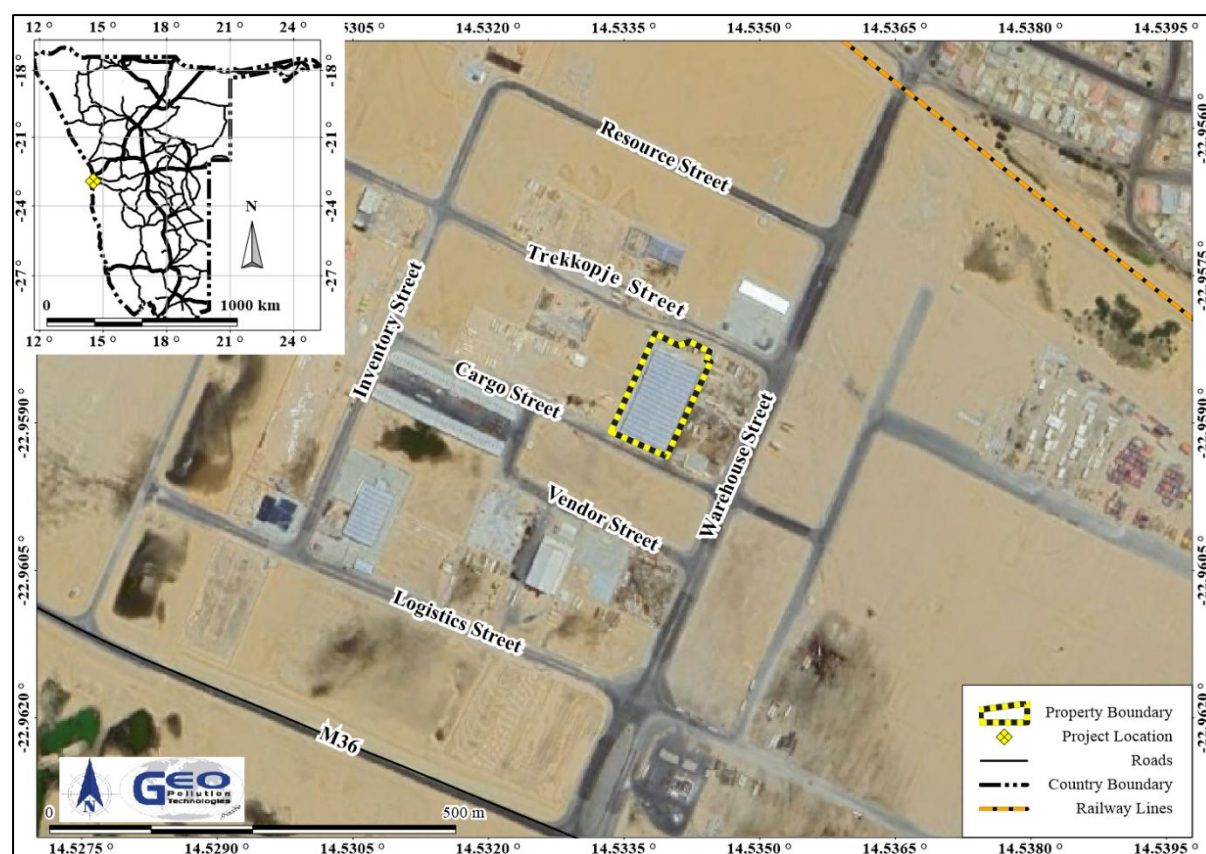 12 15 18 21 24
-18 -18
-21 -21
-24 -24
-27 -27
N
0 1000 km
12 15 18 21 24
5305 ° 14.5320 ° 14.5335 ° 14.5350 ° 14.5365 ° 14.5380 ° 14.5395 °
-22.9560 °
-22.9575 °
-22.9590 ° -22.9590 °
-22.9605 ° -22.9605 °
-22.9620 ° -22.9620 °
Resource Street
Trekkopje Street
Inventory Street
Cargo Street
Warehouse Street
Vendor Street
Logistics Street
M36
N
GEO
Pollution
Technologies
0 500 m
Property Boundary
Project Location
Roads
Country Boundary
Railway Lines
14.5275 ° 14.5290 ° 14.5305 ° 14.5320 ° 14.5335 ° 14.5350 ° 14.5365 ° 14.5380 ° 14.5395 °